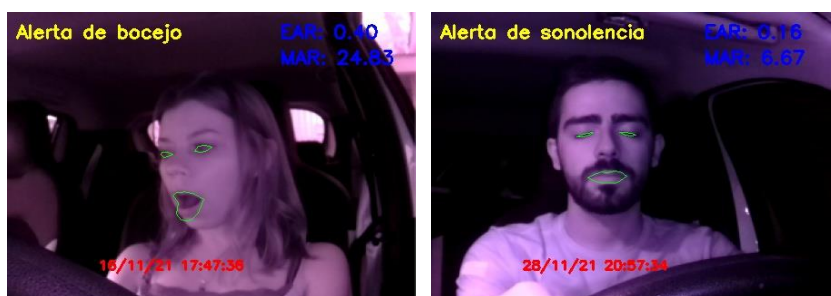 Alerta de bocejo
EAR: 0.40
MAR: 24.83
16/11/21 17:47:36
Alerta de sonolencia
EAR: 0.16
MAR: 6.67
28/11/21 20:57:34